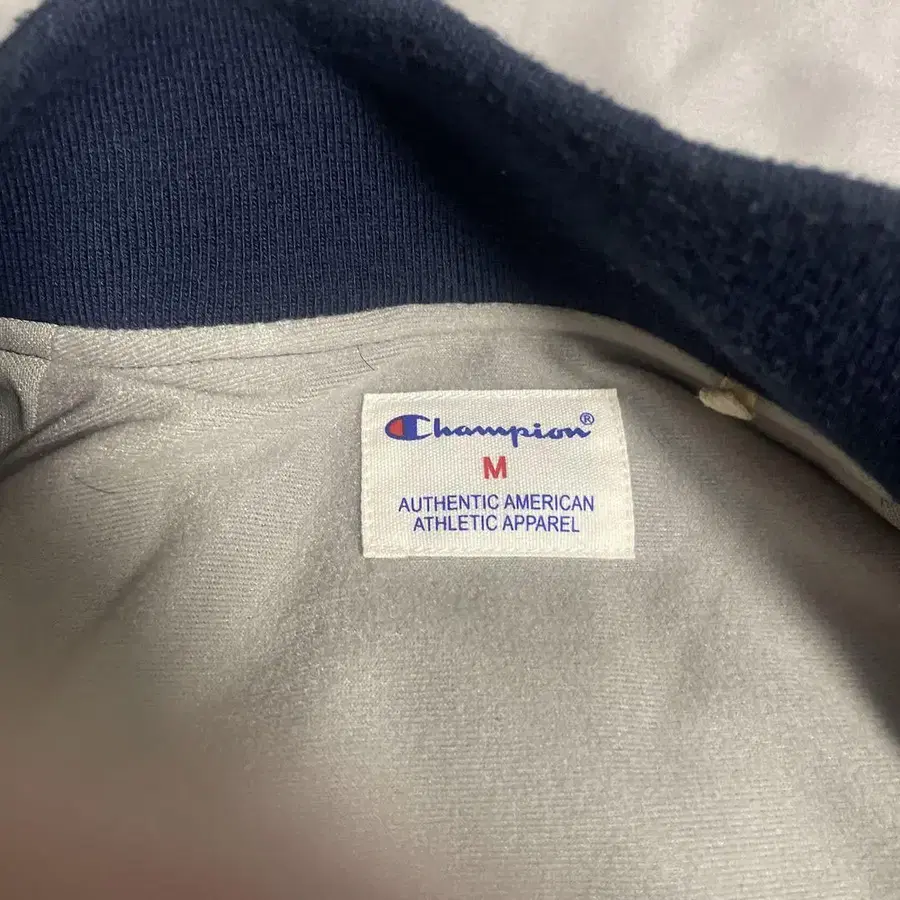 Champion®
M
AUTHENTIC AMERICAN
ATHLETIC APPAREL